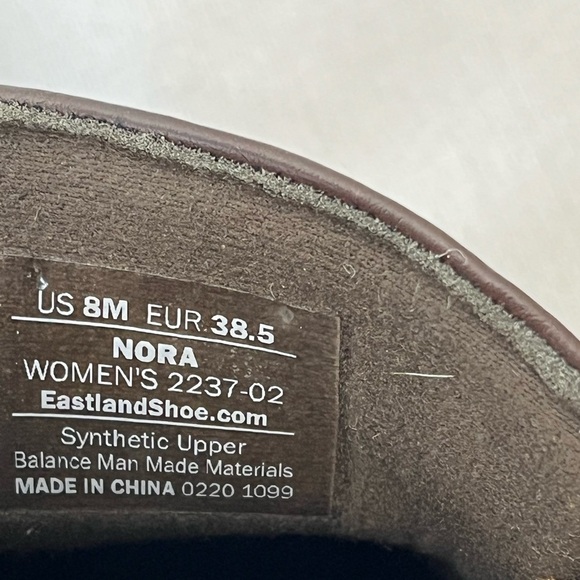 US 8M EUR. 38.5
NORA
WOMEN'S 2237-02
EastlandShoe.com
Synthetic Upper
Balance Man Made Materials
MADE IN CHINA 0220 1099